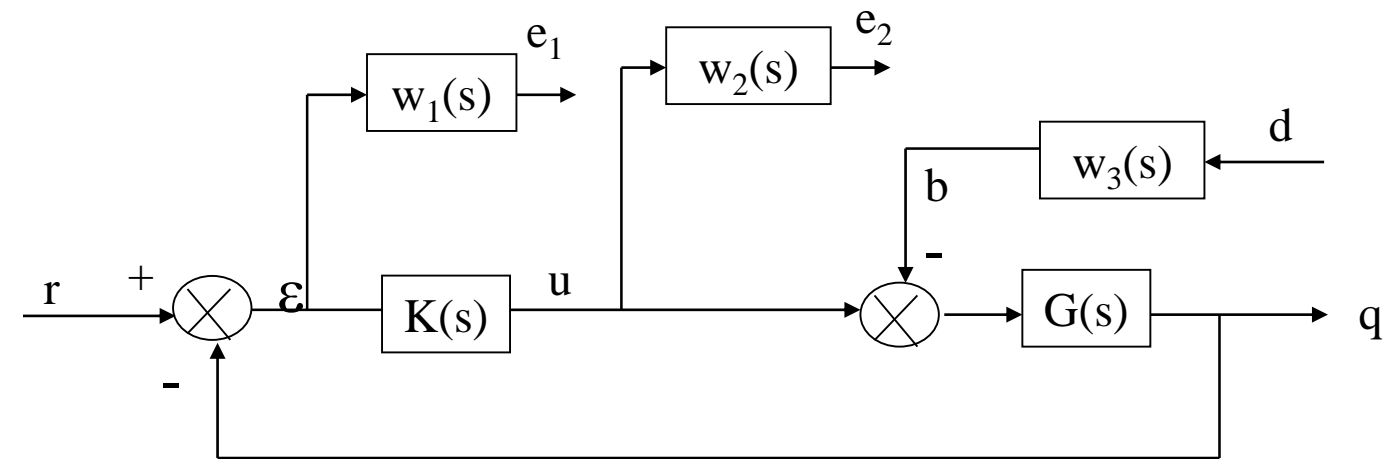 e₁
e₂
w₁(s)
w₂(s)
d
w₃(s)
b
-
+
r
ε
K(s)
u
G(s)
q
-